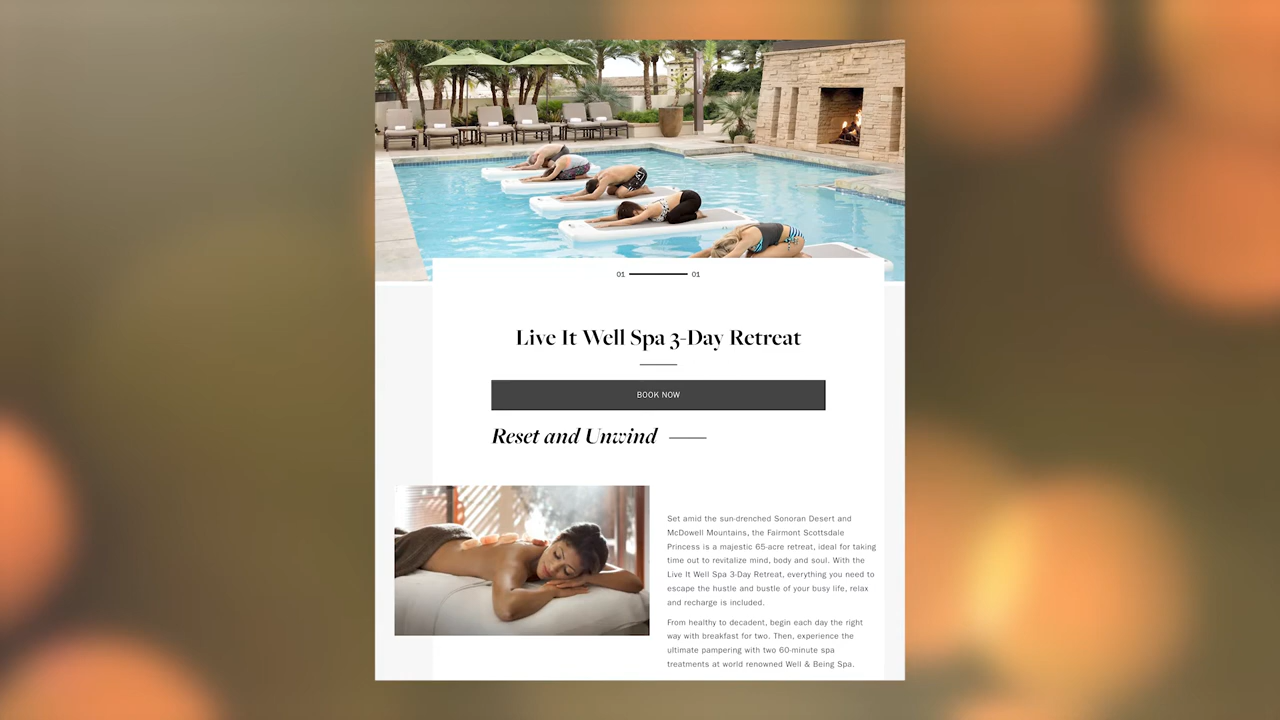 01 01
Live It Well Spa 3-Day Retreat
BOOK NOW
Reset and Unwind
Set amid the sun-drenched Sonoran Desert and
McDowell Mountains, the Fairmont Scottsdale
Princess is a majestic 65-acre retreat, ideal for taking
time out to revitalize mind, body and soul. With the
Live It Well Spa 3-Day Retreat, everything you need to
escape the hustle and bustle of your busy life, relax
and recharge is included.
From healthy to decadent, begin each day the right
way with breakfast for two. Then, experience the
ultimate pampering with two 60-minute spa
treatments at world renowned Well & Being Spa.